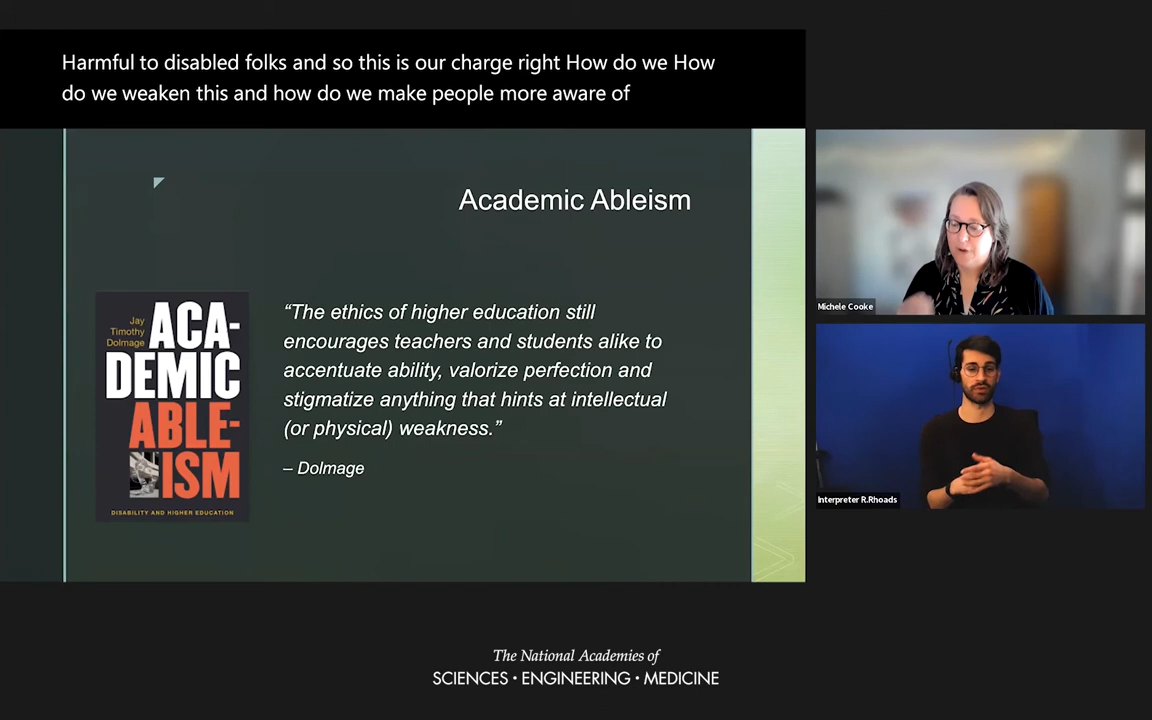 Harmful to disabled folks and so this is our charge right How do we How
do we weaken this and how do we make people more aware of
Academic Ableism
Jay
Timothy
Dolmage
ACA-
DEMIC
ABLE-
ISM
DISABILITY AND HIGHER EDUCATION
“The ethics of higher education still
encourages teachers and students alike to
accentuate ability, valorize perfection and
stigmatize anything that hints at intellectual
(or physical) weakness.”
– Dolmage
Michele Cooke
Interpreter R.Rhoads
The National Academies of
SCIENCES • ENGINEERING • MEDICINE